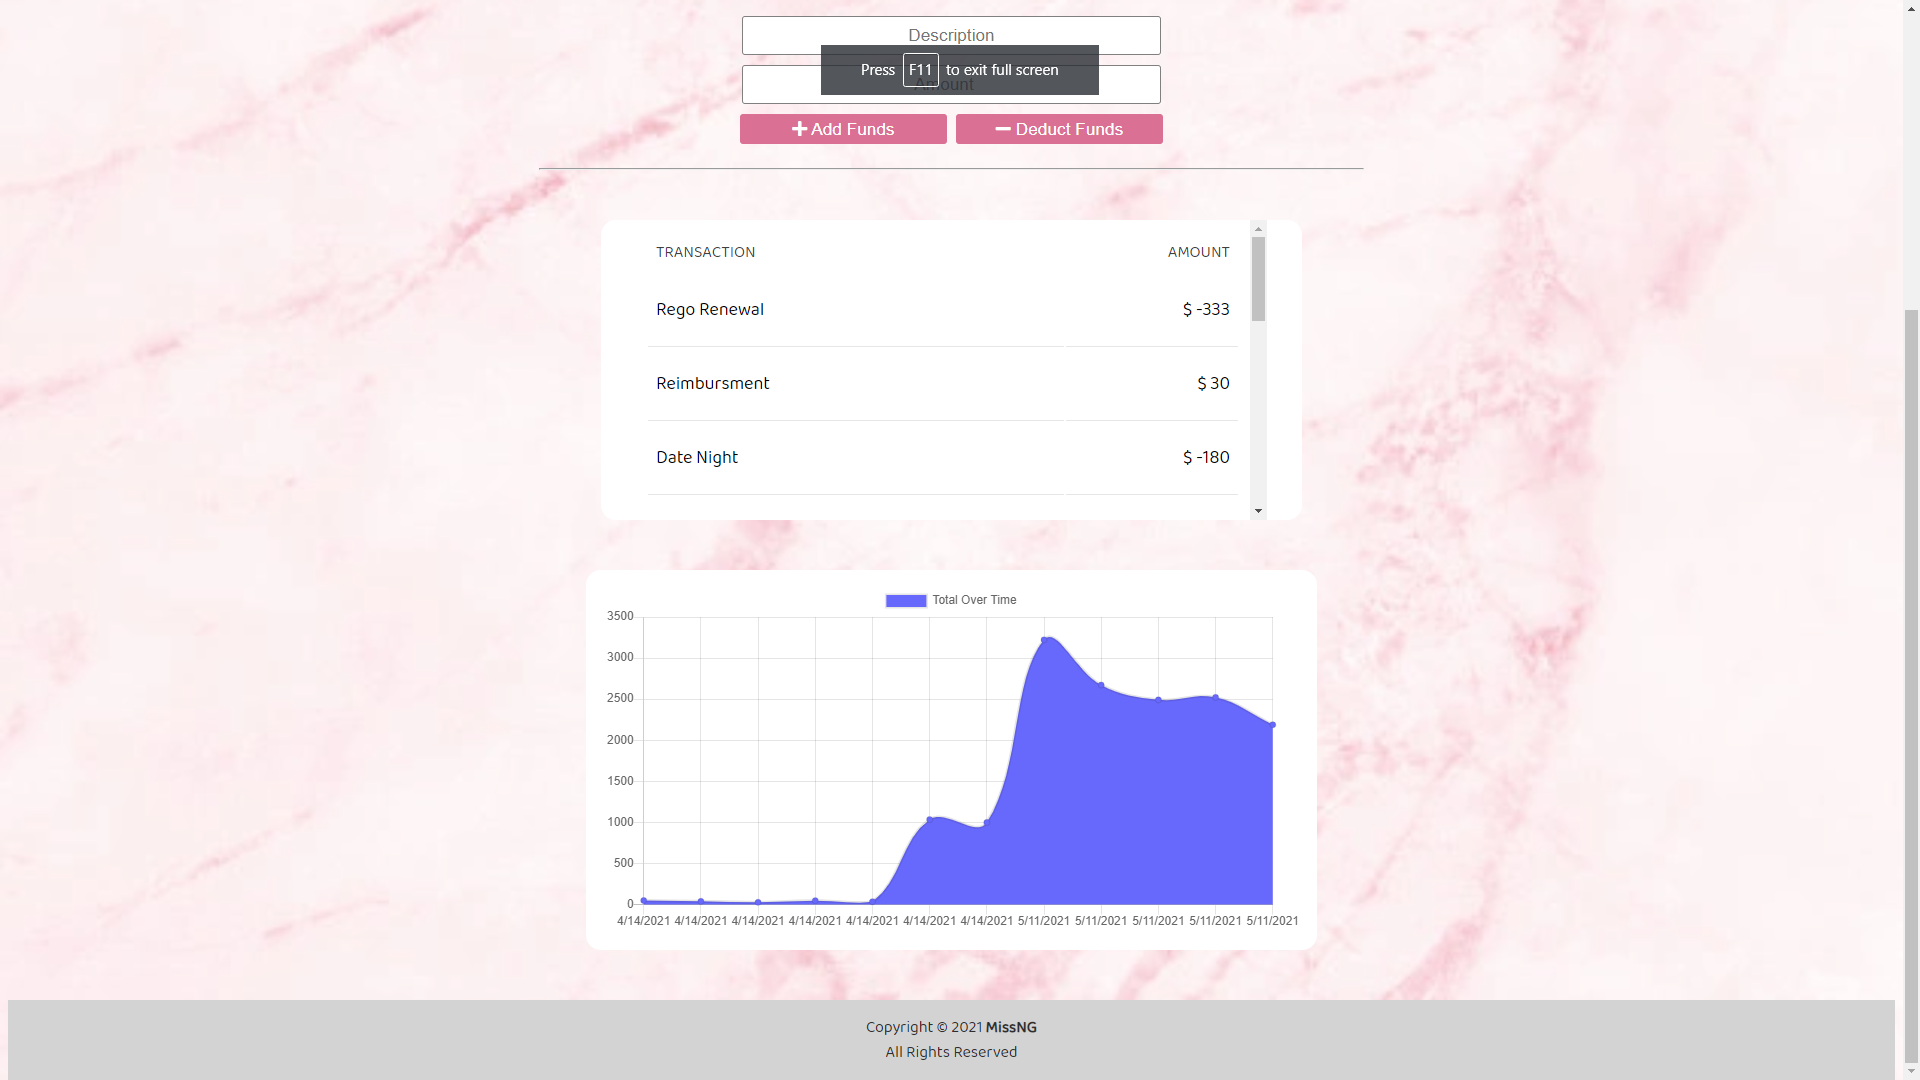 Description
Press F11 to exit full screen
Amount
Add Funds
Deduct Funds
TRANSACTION AMOUNT
Rego Renewal $ -333
Reimbursment $ 30
Date Night $ -180
Total Over Time
3500
3000
2500
2000
1500
1000
500
0
4/14/2021 4/14/2021 4/14/2021 4/14/2021 4/14/2021 4/14/2021 4/14/2021 5/11/2021 5/11/2021 5/11/2021 5/11/2021 5/11/2021
Copyright © 2021 MissNG
All Rights Reserved